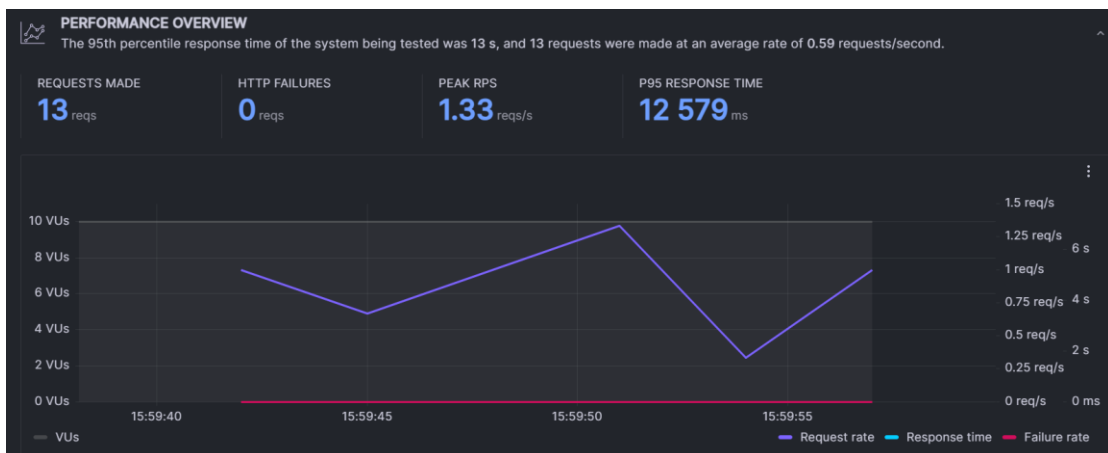 PERFORMANCE OVERVIEW
The 95th percentile response time of the system being tested was 13 s, and 13 requests were made at an average rate of 0.59 requests/second.
REQUESTS MADE HTTP FAILURES PEAK RPS P95 RESPONSE TIME
13 reqs 0 reqs 1.33 reqs/s 12 579 ms
1.5 req/s
10 VUs
1.25 req/s
8 VUs 6 s
1 req/s
6 VUs
0.75 req/s 4 s
4 VUs
0.5 req/s
2 VUs 2 s
0.25 req/s
0 VUs 0 req/s 0 ms
15:59:40 15:59:45 15:59:50 15:59:55
VUs Request rate Response time Failure rate